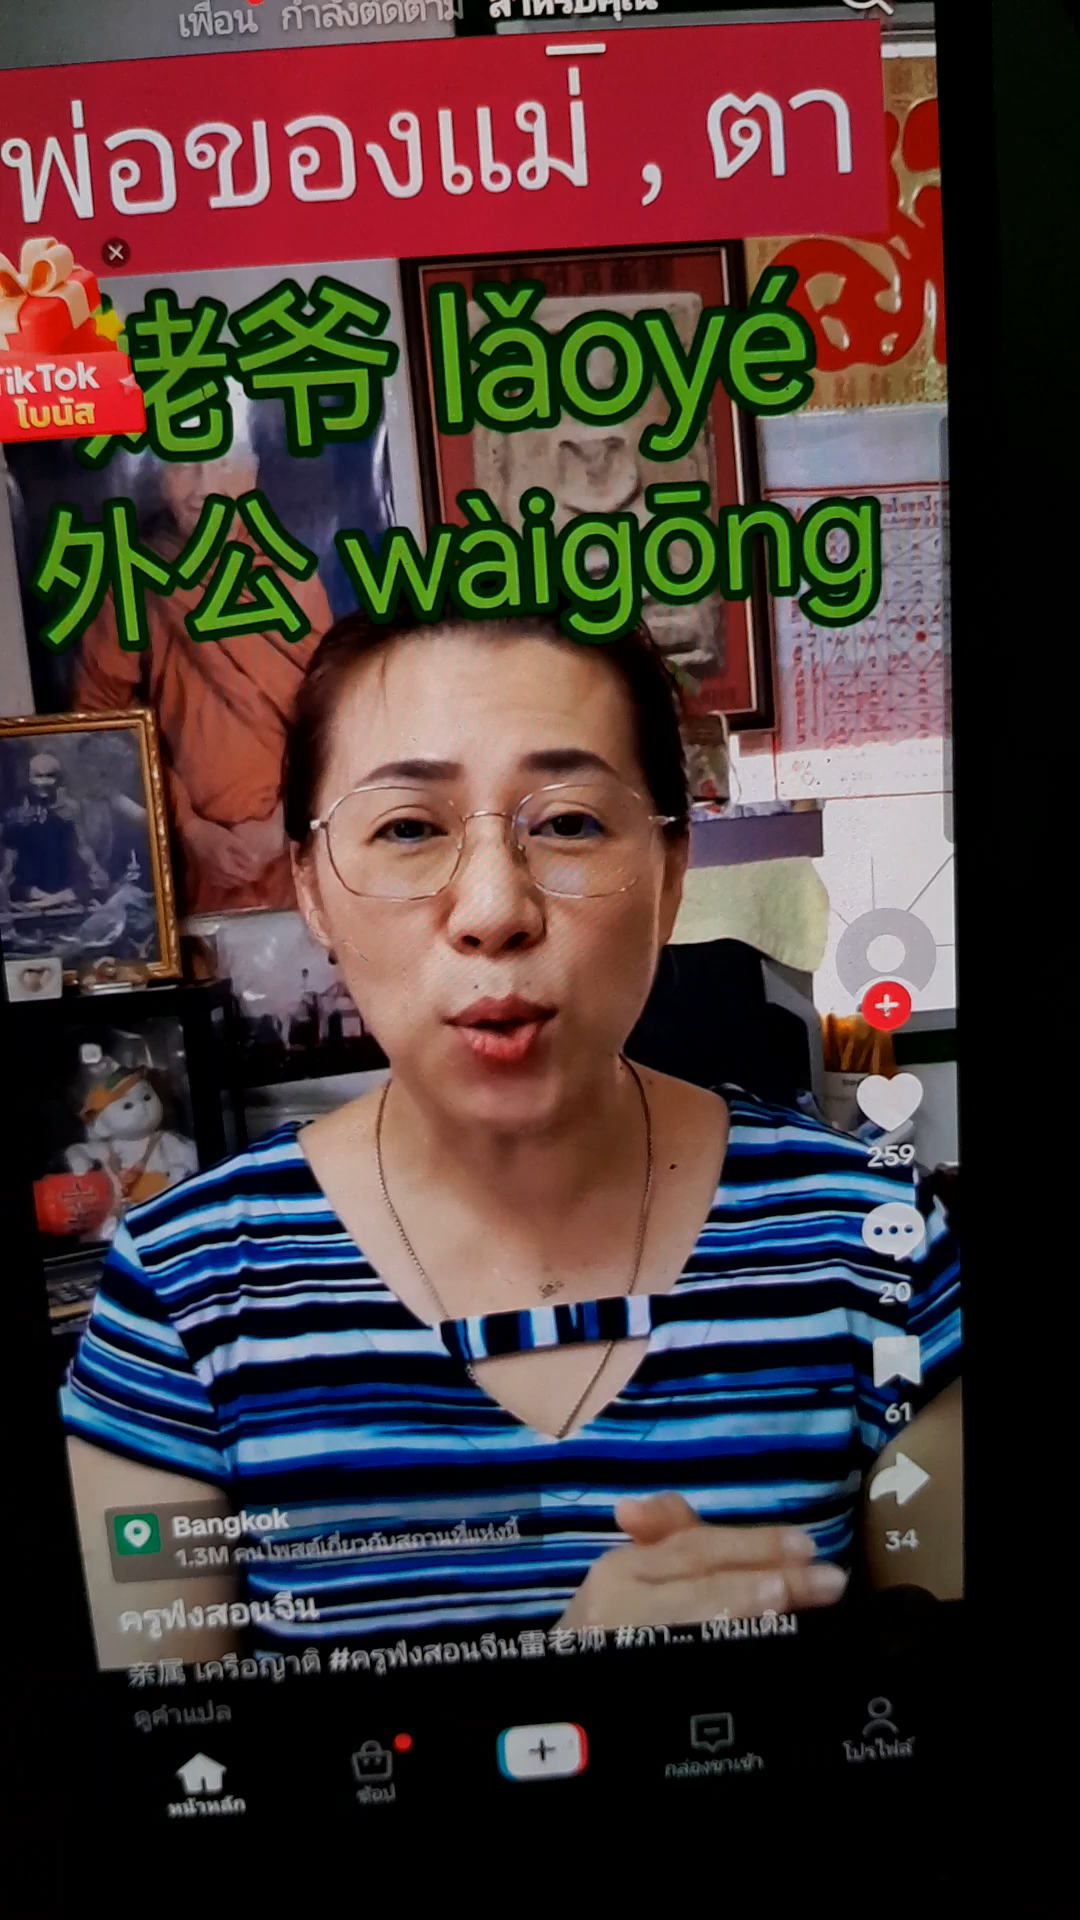 เพื่อน กำลังติดตาม สำหรับคุณ
พ่อของแม่ , ตา
姥爷 lǎoyé
TikTok
โบนัส
外公 wàigōng
259
20
61
34
Bangkok
1.3M คนโพสต์เกี่ยวกับสถานที่แห่งนี้
ครูฟงสอนจีน
亲属 เครือญาติ #ครูฟงสอนจีน雷老师 #ภา... เพิ่มเติม
ดูคำแปล
หน้าหลัก
ช้อป
กล่องขาเข้า
โปรไฟล์